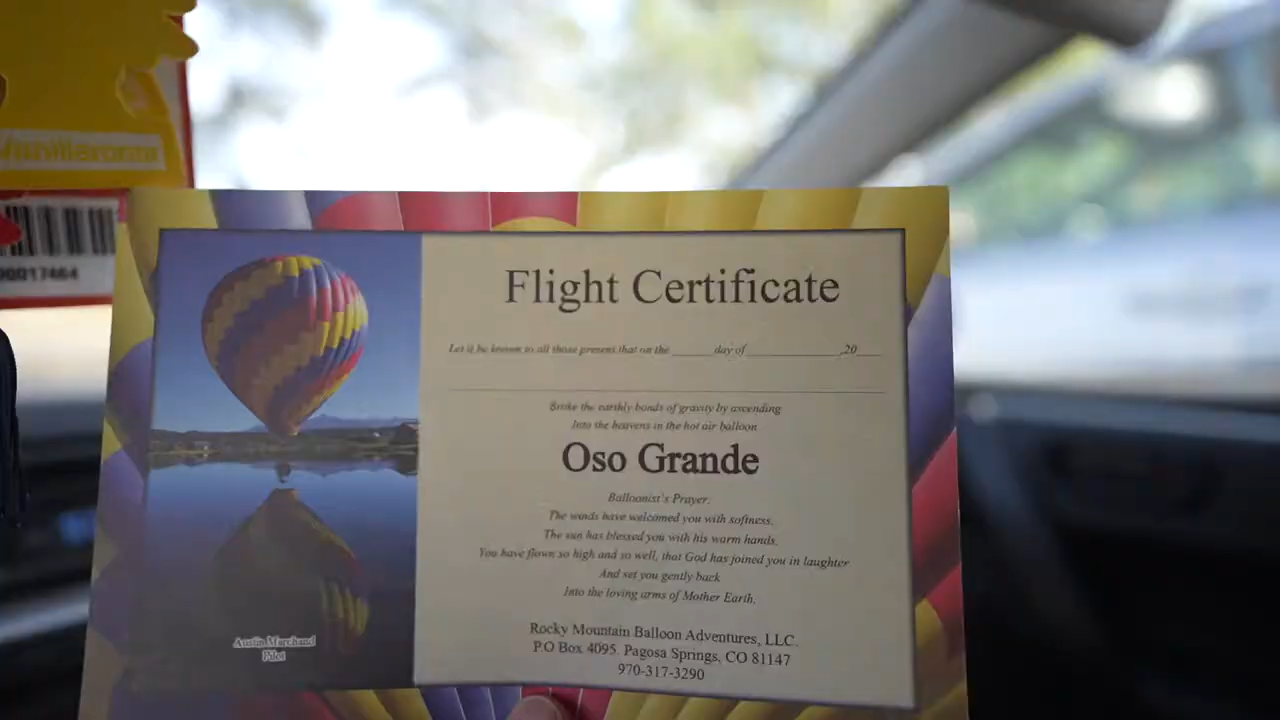 00017464
Flight Certificate
Let it be known to all those present that on the ______ day of ______________,20___
Broke the earthly bonds of gravity by ascending
Into the heavens in the hot air balloon
Oso Grande
Balloonist's Prayer:
The winds have welcomed you with softness.
The sun has blessed you with his warm hands.
You have flown so high and so well, that God has joined you in laughter
And set you gently back
Into the loving arms of Mother Earth.
Rocky Mountain Balloon Adventures, LLC.
P.O Box 4095. Pagosa Springs, CO 81147
970-317-3290
Austin Marchand
Pilot